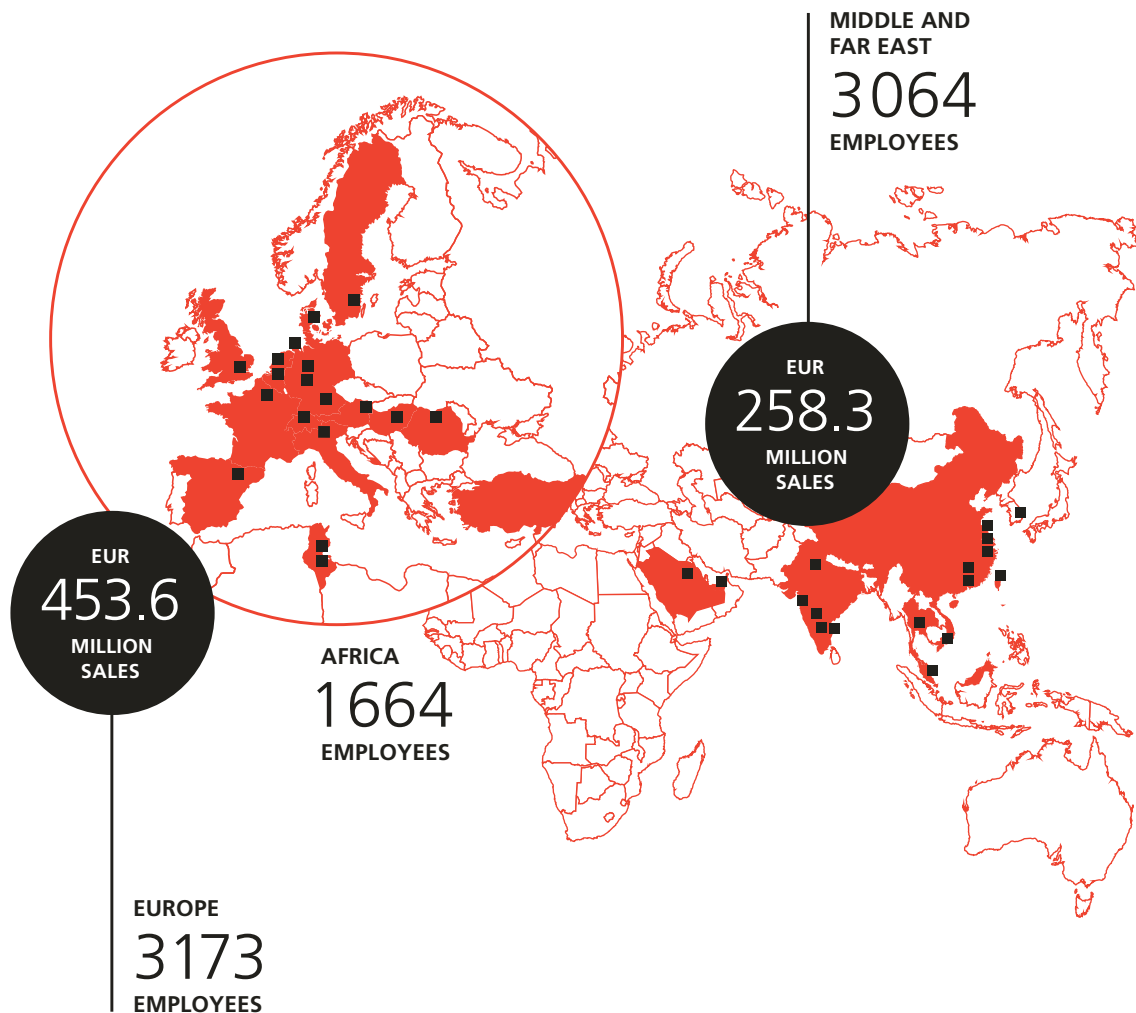 MIDDLE AND
FAR EAST
3064
EMPLOYEES
EUR
258.3
MILLION
SALES
EUR
453.6
MILLION
SALES
AFRICA
1664
EMPLOYEES
EUROPE
3173
EMPLOYEES